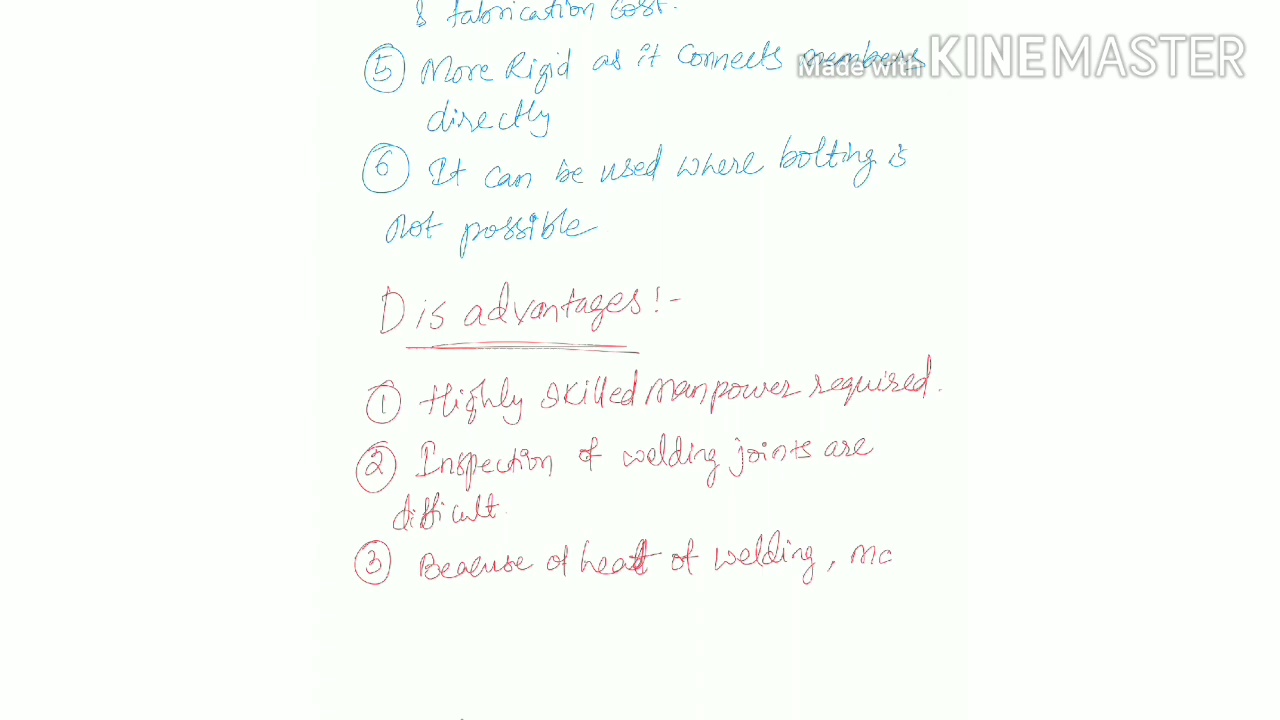 & fabrication cost.
⑤ More Rigid as it connects members
Made with KINEMASTER
directly
⑥ It can be used where bolting is
not possible
Disadvantages:-
① Highly skilled manpower required.
② Inspection of welding joints are
difficult.
③ Beacuse of heat of welding, mc